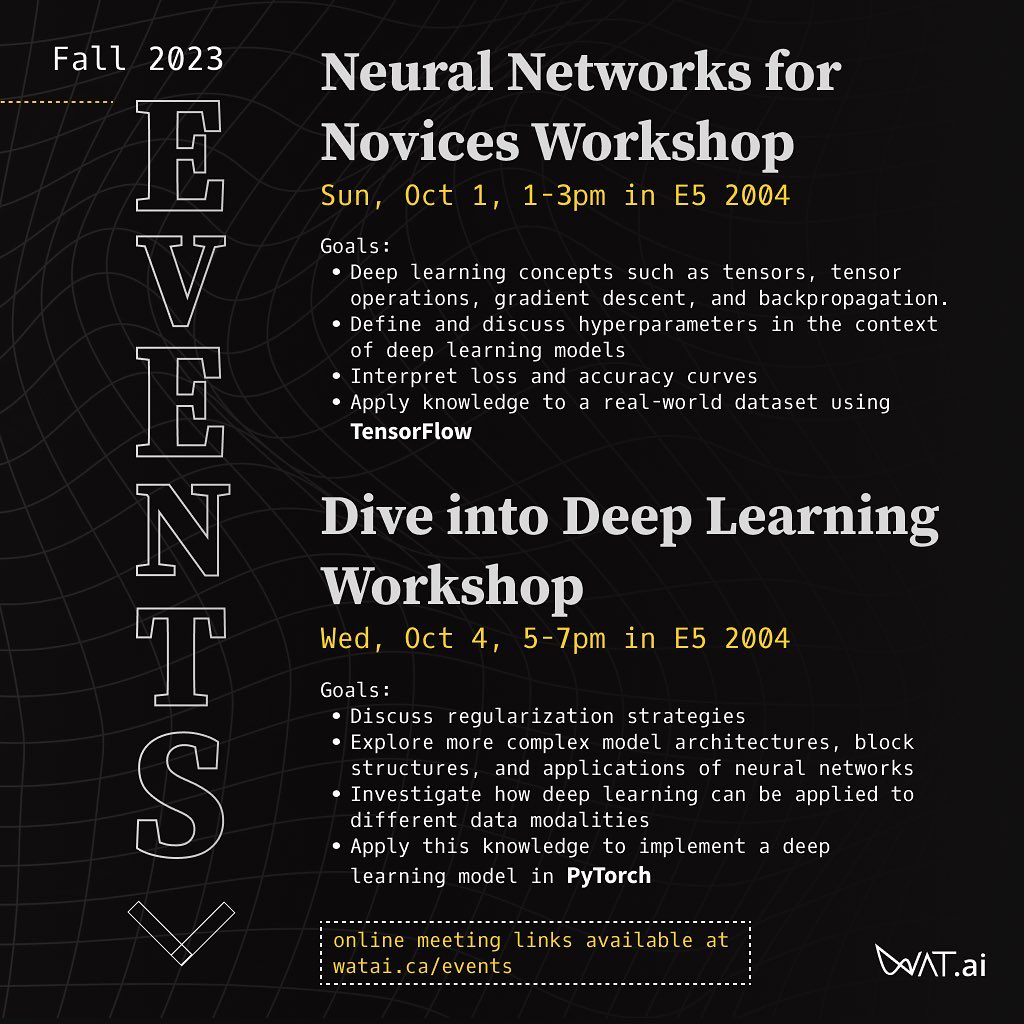 Fall 2023
EVENTS
Neural Networks for
Novices Workshop
Sun, Oct 1, 1-3pm in E5 2004
Goals:
• Deep learning concepts such as tensors, tensor
operations, gradient descent, and backpropagation.
• Define and discuss hyperparameters in the context
of deep learning models
• Interpret loss and accuracy curves
• Apply knowledge to a real-world dataset using
TensorFlow
Dive into Deep Learning
Workshop
Wed, Oct 4, 5-7pm in E5 2004
Goals:
• Discuss regularization strategies
• Explore more complex model architectures, block
structures, and applications of neural networks
• Investigate how deep learning can be applied to
different data modalities
• Apply this knowledge to implement a deep
learning model in PyTorch
online meeting links available at
watai.ca/events
WAT.ai